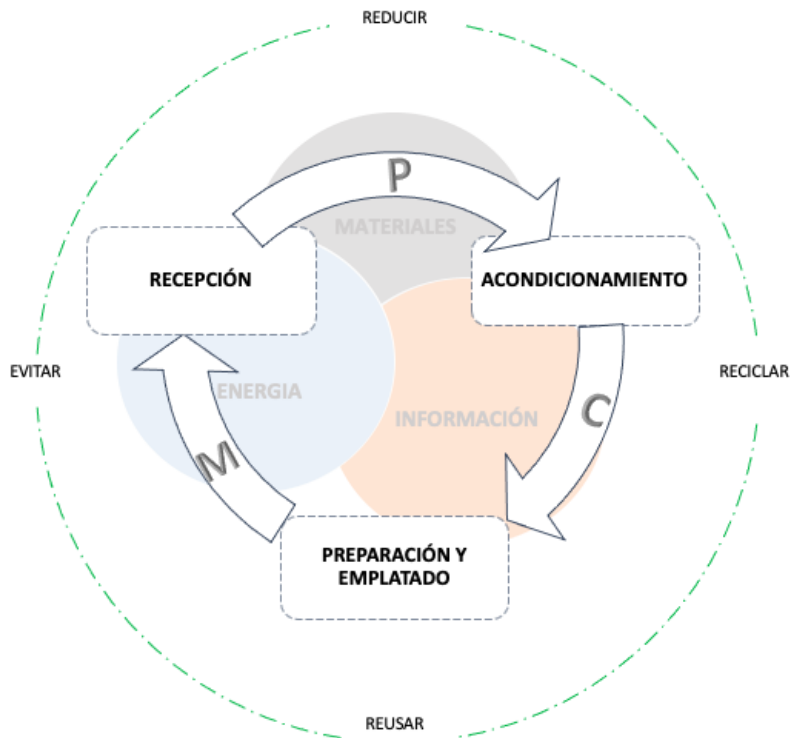 REDUCIR
P
MATERIALES
RECEPCIÓN
ACONDICIONAMIENTO
EVITAR
RECICLAR
ENERGIA
INFORMACIÓN
C
M
PREPARACIÓN Y
EMPLATADO
REUSAR